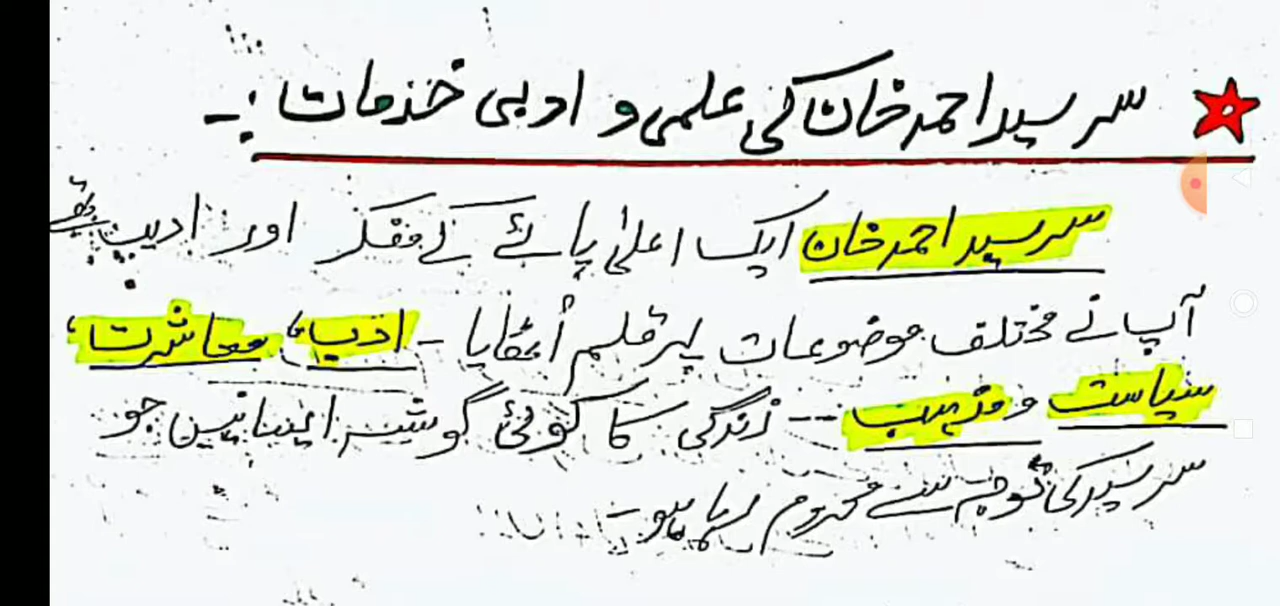 سر سید احمد خان کی علمی و ادبی خدمات :-
سر سید احمد خان ایک اعلیٰ پائے کے مفکر اور ادیب تھے
آپ نے مختلف موضوعات پر قلم اُٹھایا - ادب، معاشرت،
سیاست و مذہب -- زندگی کا کوئی گوشہ ایسا نہیں جو
سر سید کی توجہ سے محروم رہا ہو -